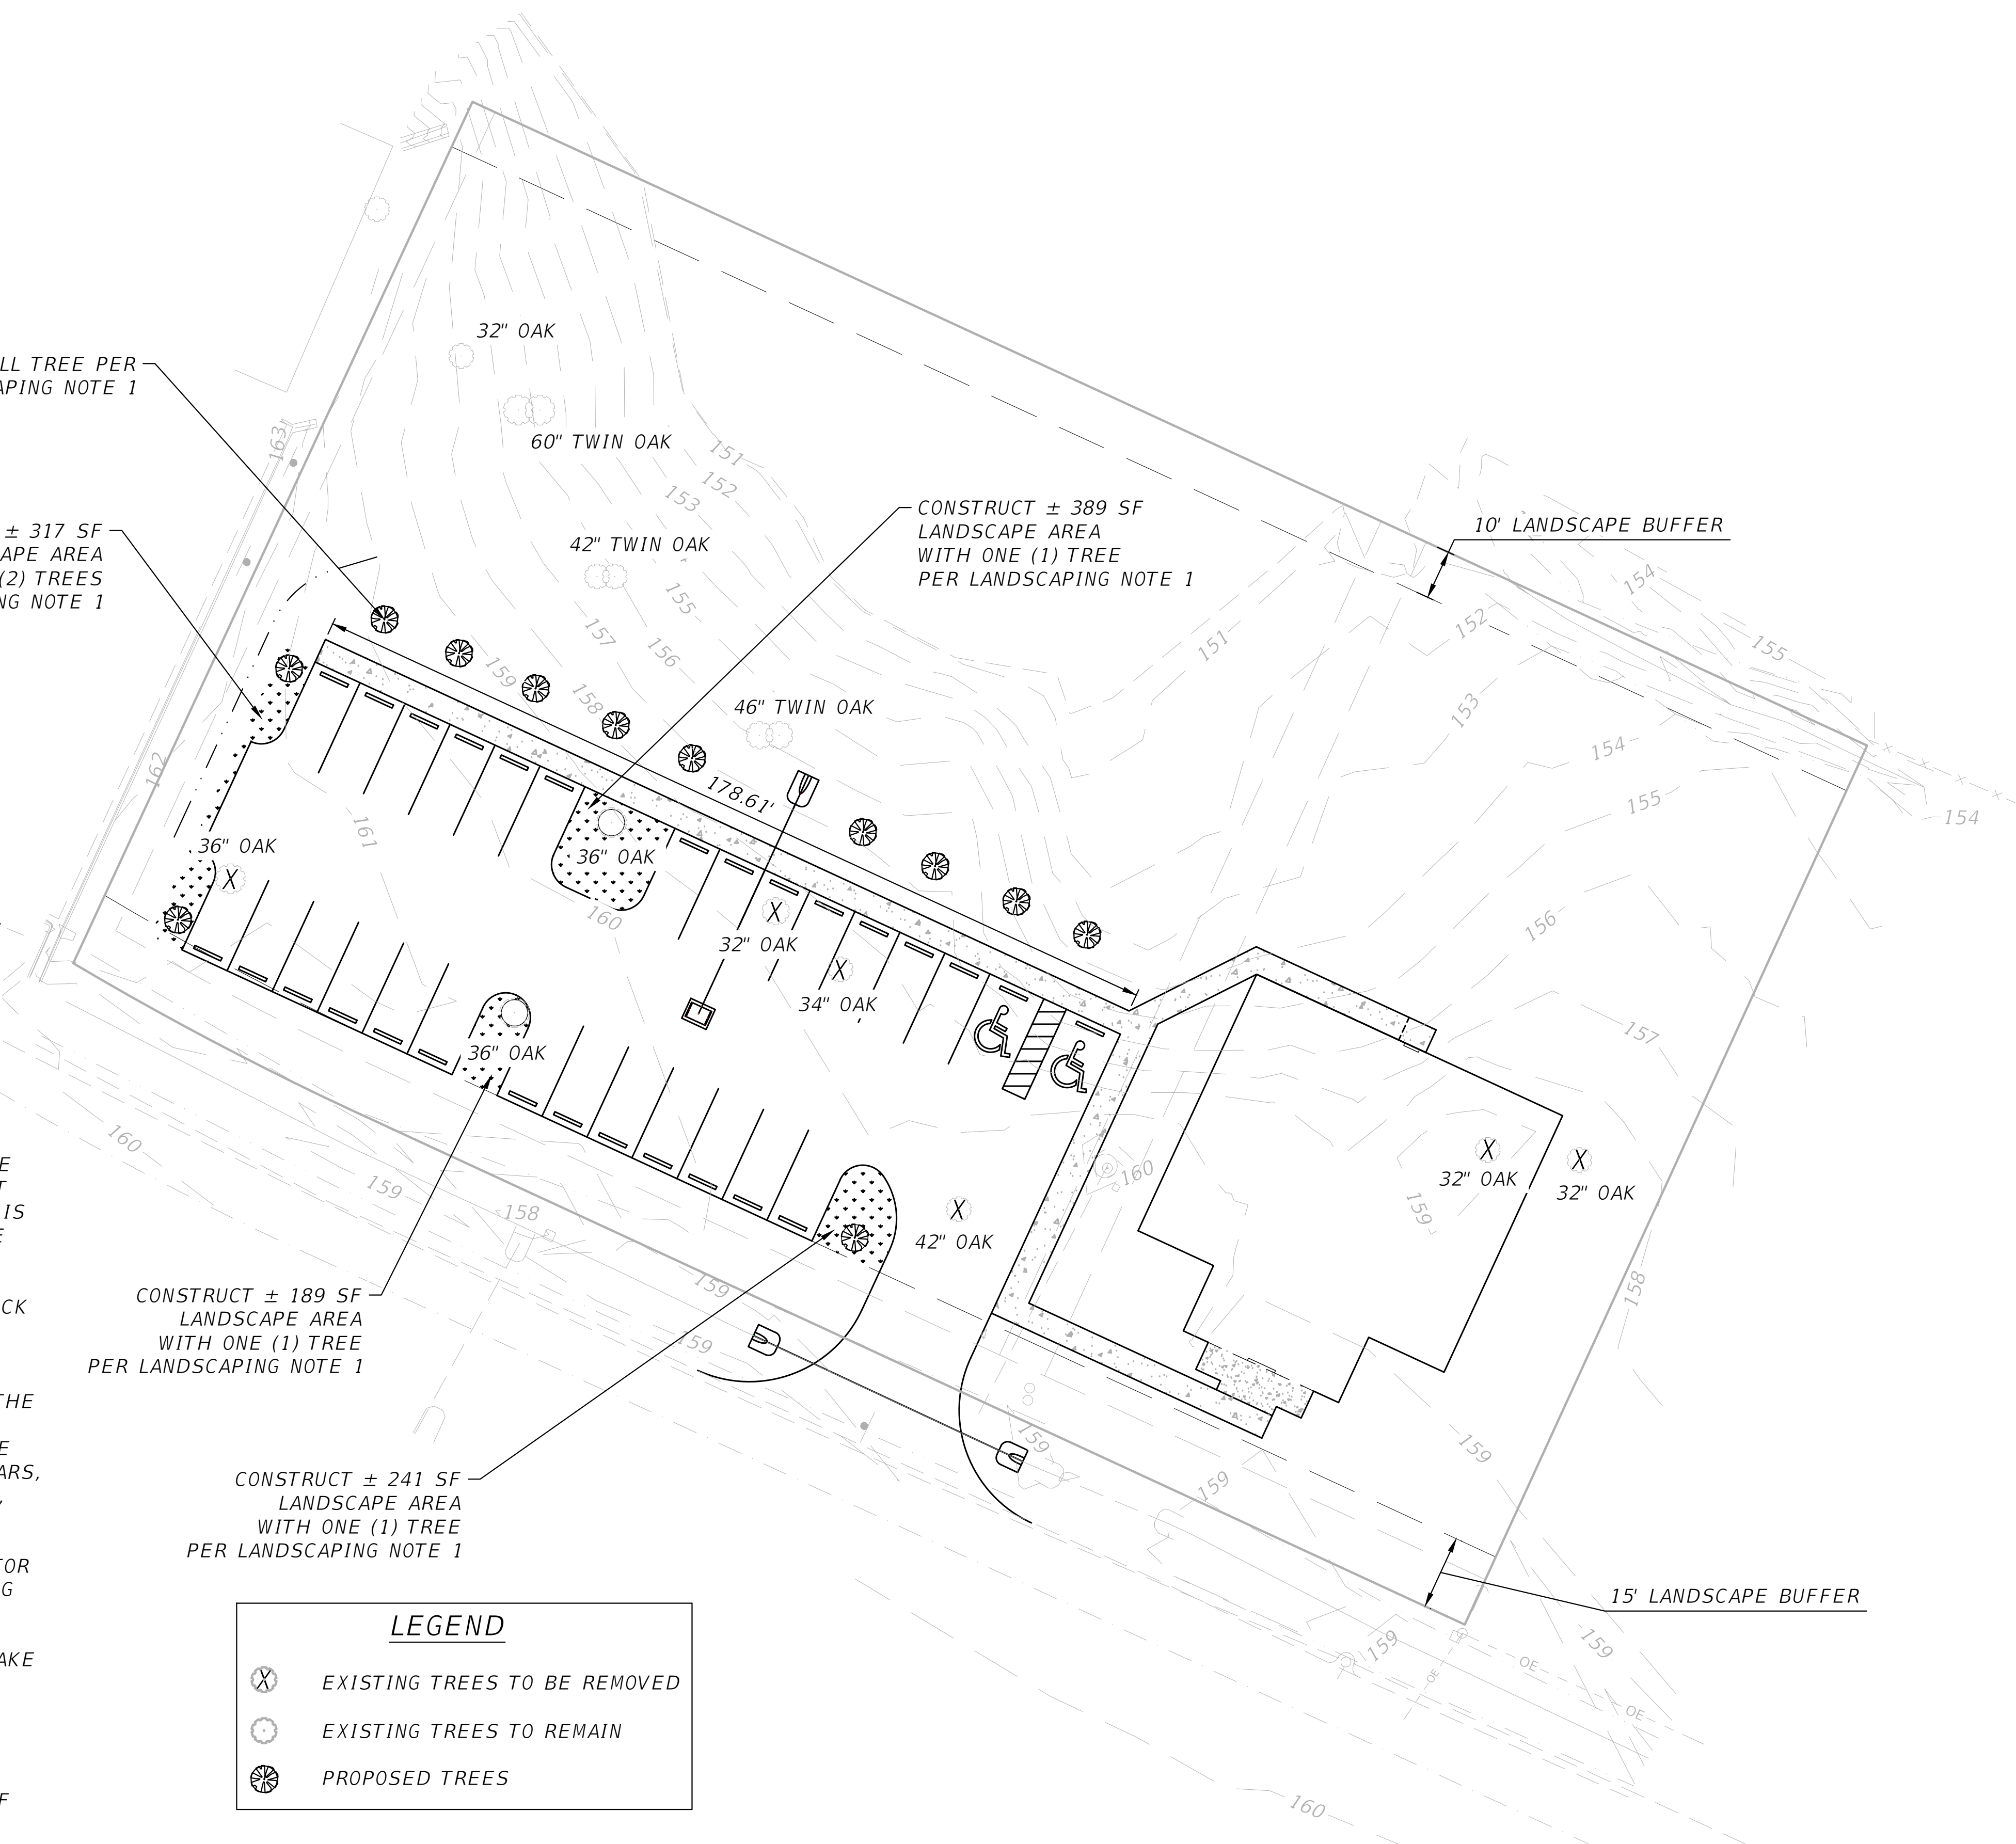 32" OAK
LL TREE PER
APING NOTE 1
60" TWIN OAK
163
151
152
153
± 317 SF
APE AREA
(2) TREES
NG NOTE 1
42" TWIN OAK
CONSTRUCT ± 389 SF
LANDSCAPE AREA
WITH ONE (1) TREE
PER LANDSCAPING NOTE 1
10' LANDSCAPE BUFFER
154
155
152
151
155
157
156
159
158
46" TWIN OAK
153
154
155
154
162
178.61'
161
36" OAK
36" OAK
160
32" OAK
34" OAK
156
157
36" OAK
160
159
158
160
32" OAK
32" OAK
159
42" OAK
158
159
159
CONSTRUCT ± 189 SF
LANDSCAPE AREA
WITH ONE (1) TREE
PER LANDSCAPING NOTE 1
E
T
IS
E
CK
THE
E
ARS,
,
TOR
G
AKE
F
159
159
159
CONSTRUCT ± 241 SF
LANDSCAPE AREA
WITH ONE (1) TREE
PER LANDSCAPING NOTE 1
15' LANDSCAPE BUFFER
159
159
OE
OE
OE
160
LEGEND
X EXISTING TREES TO BE REMOVED
EXISTING TREES TO REMAIN
PROPOSED TREES